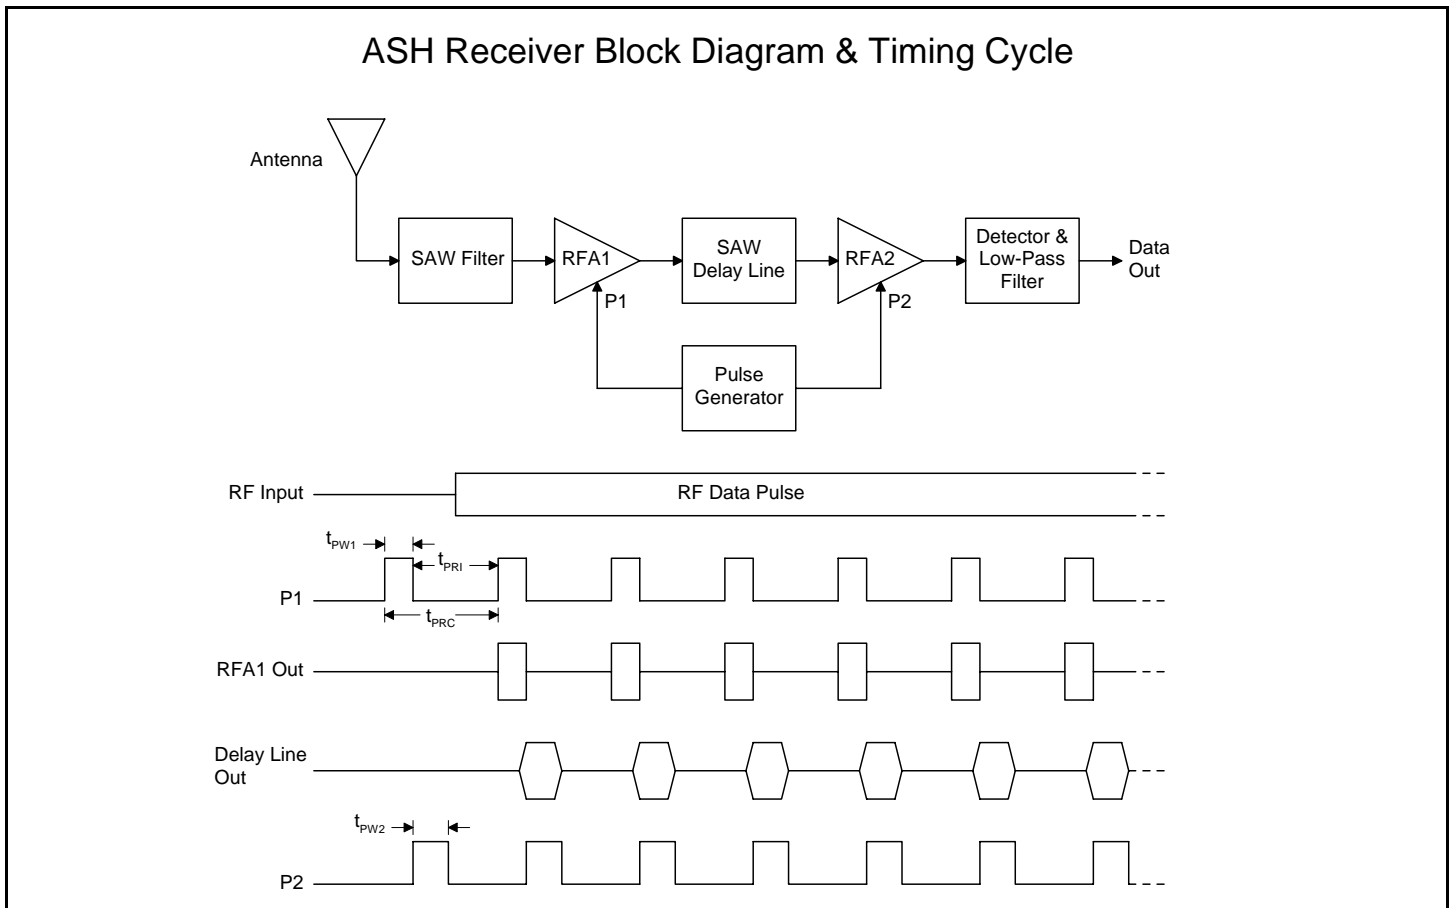 ASH Receiver Block Diagram & Timing Cycle
Antenna
SAW Filter
RFA1
P1
SAW
Delay Line
RFA2
P2
Detector &
Low-Pass
Filter
Data
Out
Pulse
Generator
RF Input
RF Data Pulse
tPW1
tPRI
P1
tPRC
RFA1 Out
Delay Line
Out
tPW2
P2